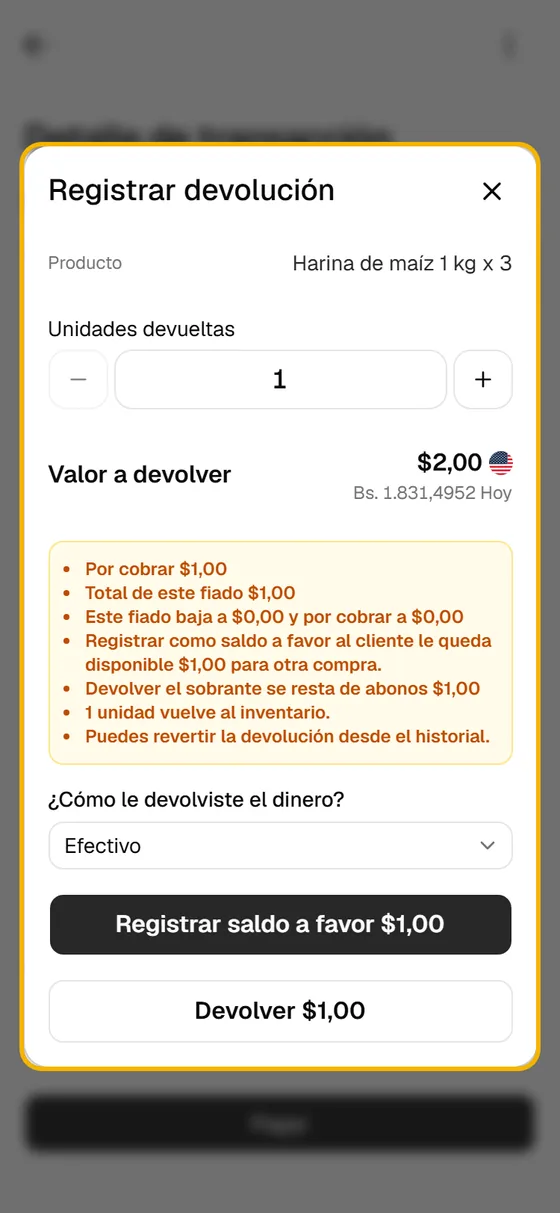 Detalle de transacción
Registrar devolución
Producto
Harina de maíz 1 kg x 3
Unidades devueltas
1
Valor a devolver
$2,00
Bs. 1.831,4952 Hoy
• Por cobrar $1,00
• Total de este fiado $1,00
• Este fiado baja a $0,00 y por cobrar a $0,00
• Registrar como saldo a favor al cliente le queda
disponible $1,00 para otra compra.
• Devolver el sobrante se resta de abonos $1,00
• 1 unidad vuelve al inventario.
• Puedes revertir la devolución desde el historial.
¿Cómo le devolviste el dinero?
Efectivo
Registrar saldo a favor $1,00
Devolver $1,00